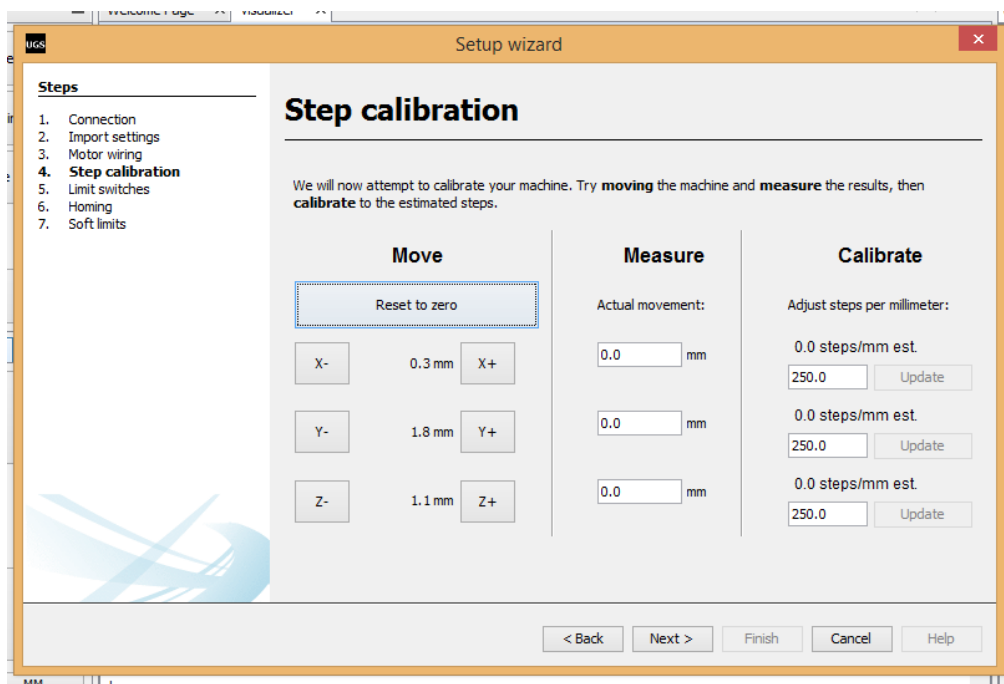 Welcome Page × Visualizer ×
UGS
Setup wizard
Steps
1. Connection
2. Import settings
3. Motor wiring
4. Step calibration
5. Limit switches
6. Homing
7. Soft limits
Step calibration
We will now attempt to calibrate your machine. Try moving the machine and measure the results, then
calibrate to the estimated steps.
Move Measure Calibrate
Reset to zero Actual movement: Adjust steps per millimeter:
0.0 steps/mm est.
X- 0.3 mm X+ 0.0 mm 250.0 Update
0.0 steps/mm est.
Y- 1.8 mm Y+ 0.0 mm 250.0 Update
0.0 steps/mm est.
Z- 1.1 mm Z+ 0.0 mm 250.0 Update
< Back Next > Finish Cancel Help
MM